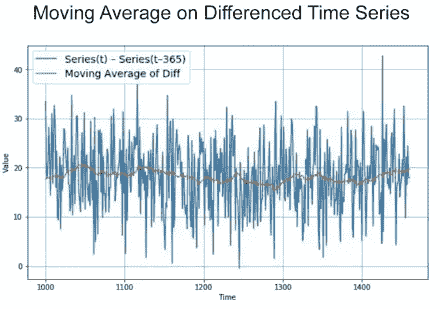 Moving Average on Differenced Time Series
Series(t) – Series(t–365)
Moving Average of Diff
40
30
20
10
0
Value
1000
1100
1200
1300
1400
Time